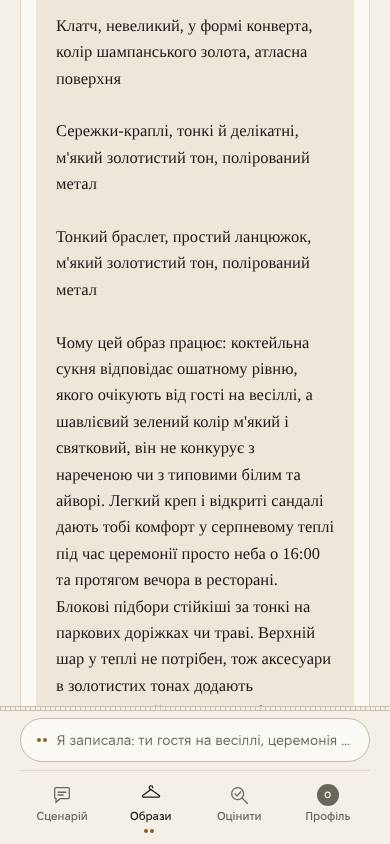 Клатч, невеликий, у формі конверта,
колір шампанського золота, атласна
поверхня
Сережки-краплі, тонкі й делікатні,
м'який золотистий тон, полірований
метал
Тонкий браслет, простий ланцюжок,
м'який золотистий тон, полірований
метал
Чому цей образ працює: коктейльна
сукня відповідає ошатному рівню,
якого очікують від гості на весіллі, а
шавлієвий зелений колір м'який і
святковий, він не конкурує з
нареченою чи з типовими білим та
айворі. Легкий креп і відкриті сандалі
дають тобі комфорт у серпневому теплі
під час церемонії просто неба о 16:00
та протягом вечора в ресторані.
Блокові підбори стійкіші за тонкі на
паркових доріжках чи траві. Верхній
шар у теплі не потрібен, тож аксесуари
в золотистих тонах додають
Я записала: ти гостя на весіллі, церемонія ...
О
Сценарій Образи Оцінити Профіль